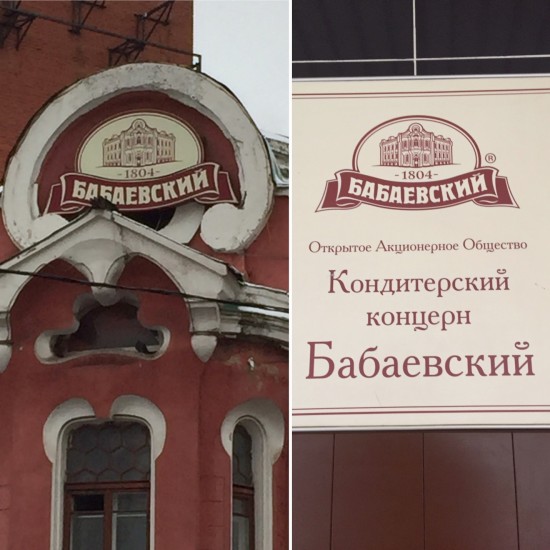 - 1804 -
БАБАЕВСКИЙ
- 1804 -
БАБАЕВСКИЙ®
Открытое Акционерное Общество
Кондитерский
концерн
Бабаевский